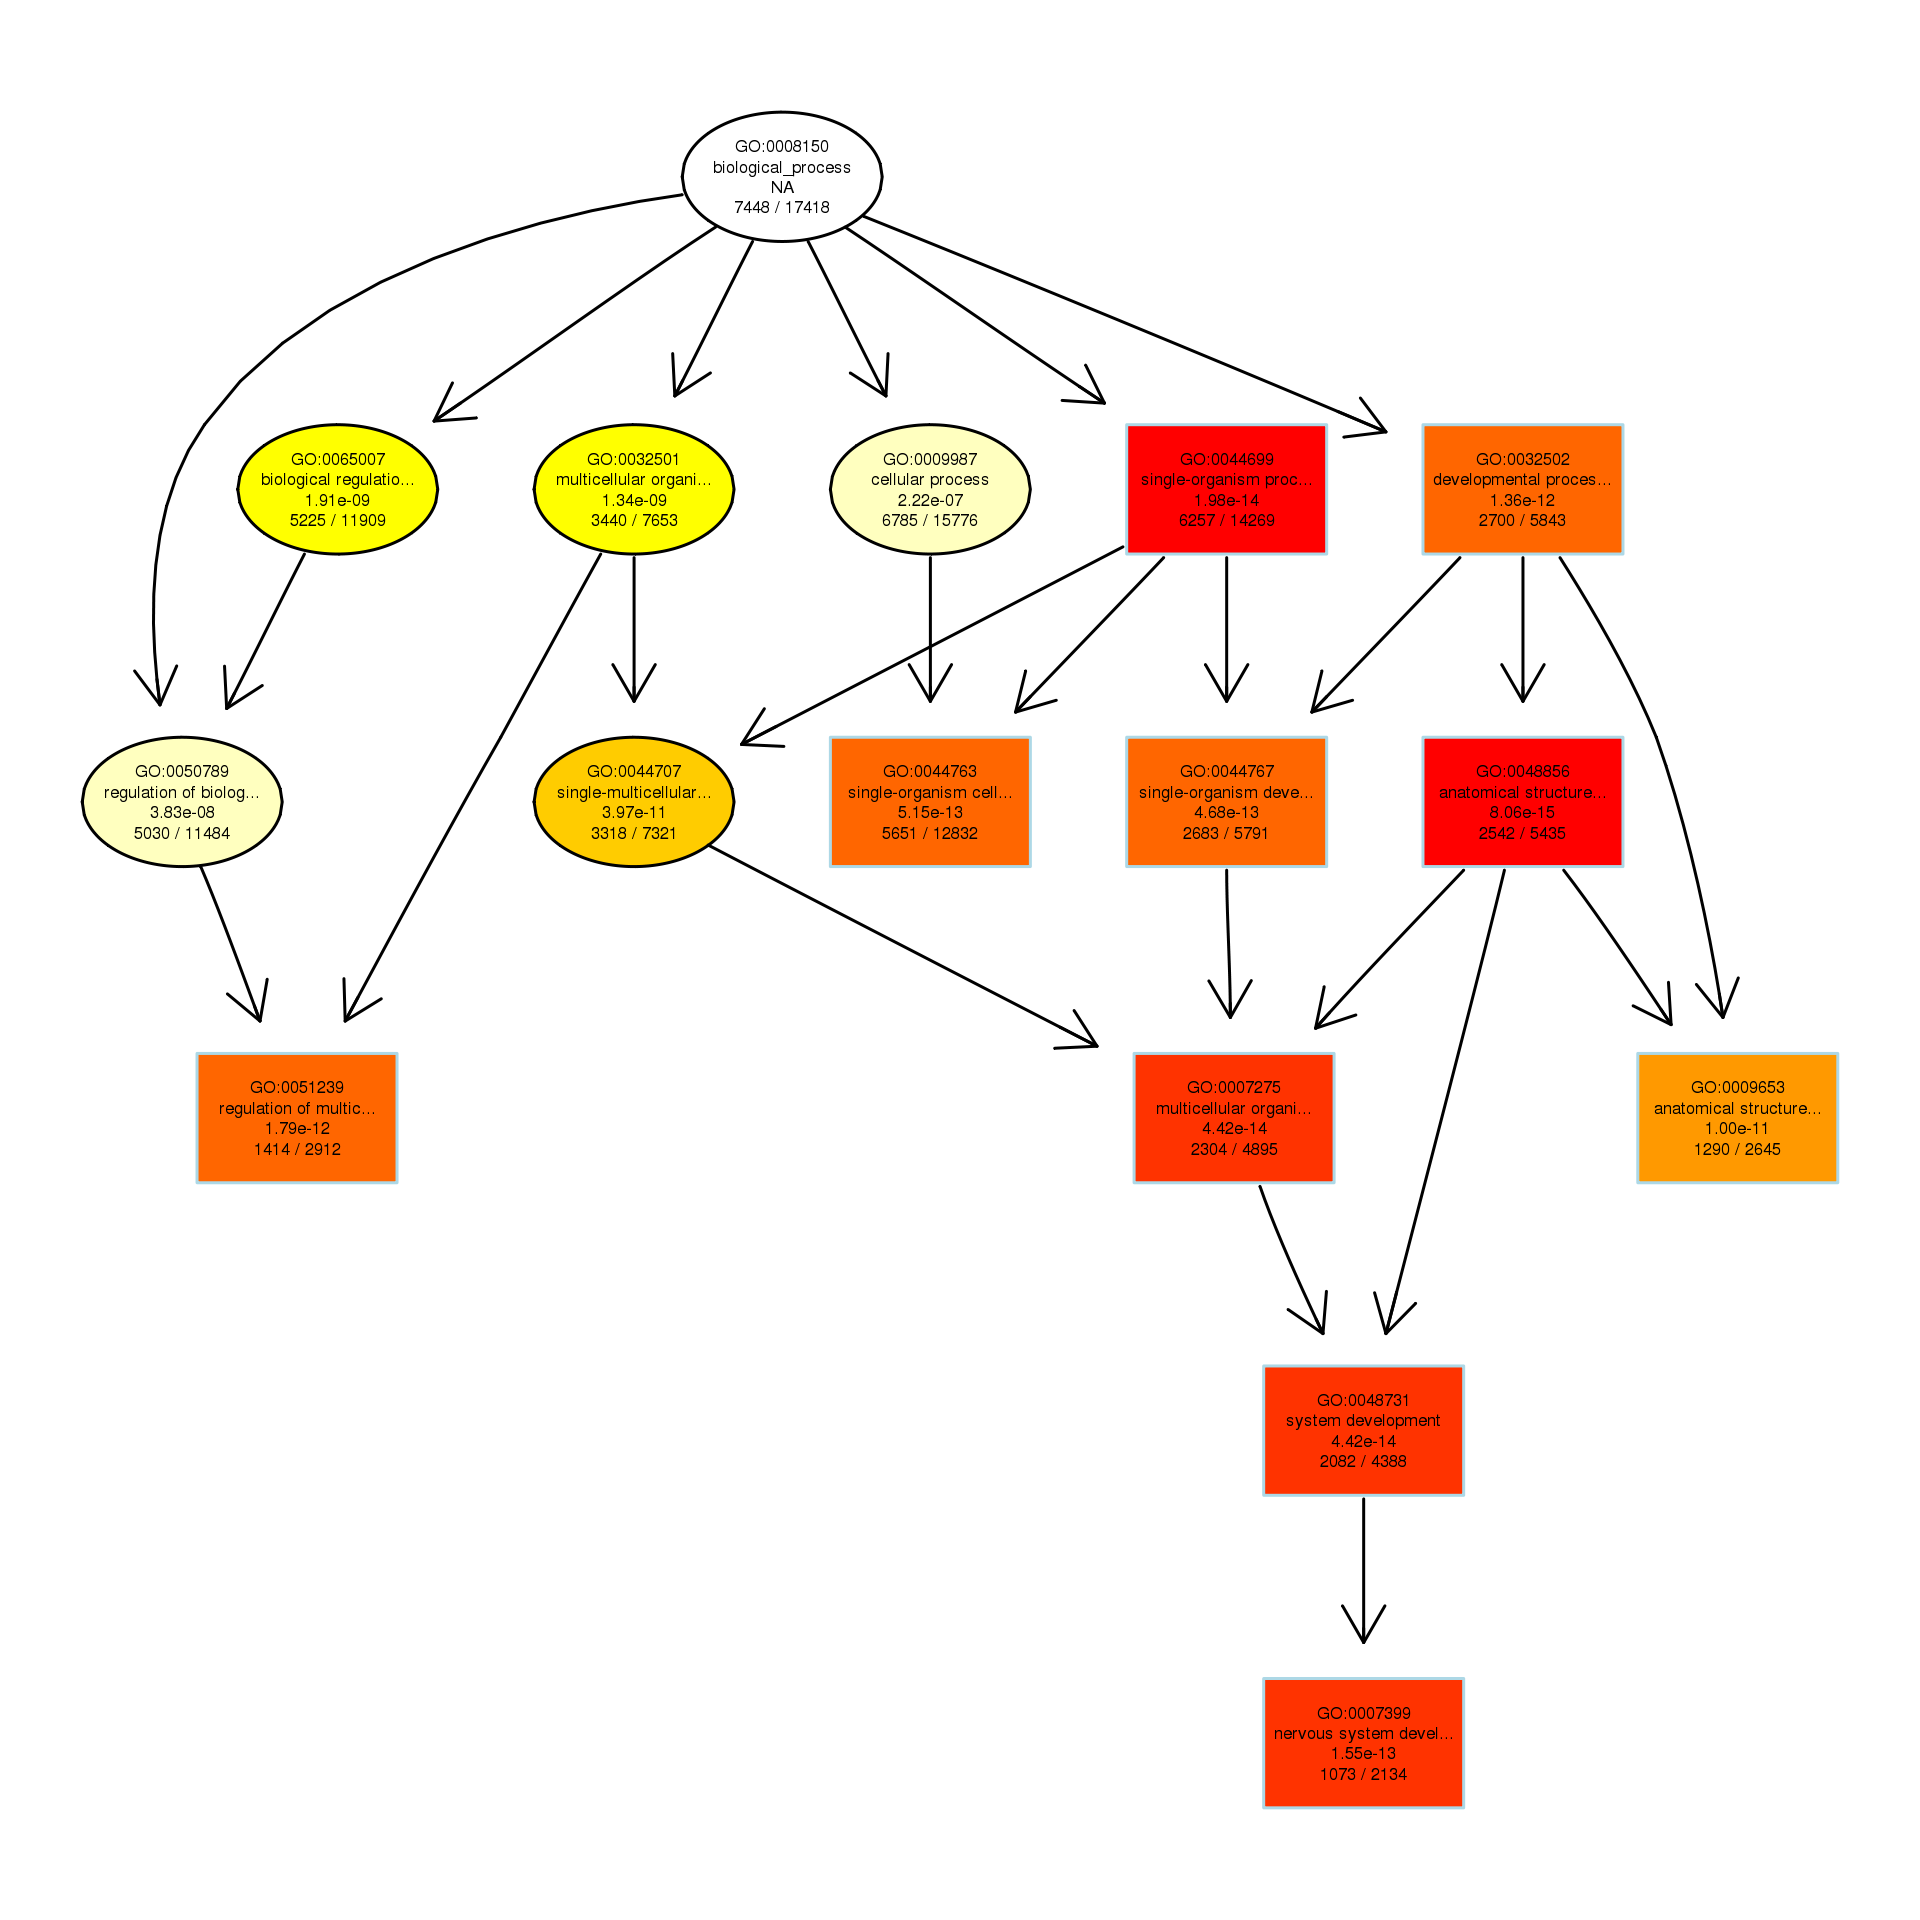 GO:0008150
biological_process
NA
7448 / 17418
GO:0065007
biological regulatio...
1.91e-09
5225 / 11909
GO:0032501
multicellular organi...
1.34e-09
3440 / 7653
GO:0009987
cellular process
2.22e-07
6785 / 15776
GO:0044699
single-organism proc...
1.98e-14
6257 / 14269
GO:0032502
developmental proces...
1.36e-12
2700 / 5843
GO:0050789
regulation of biolog...
3.83e-08
5030 / 11484
GO:0044707
single-multicellular...
3.97e-11
3318 / 7321
GO:0044763
single-organism cell...
5.15e-13
5651 / 12832
GO:0044767
single-organism deve...
4.68e-13
2683 / 5791
GO:0048856
anatomical structure...
8.06e-15
2542 / 5435
GO:0051239
regulation of multic...
1.79e-12
1414 / 2912
GO:0007275
multicellular organi...
4.42e-14
2304 / 4895
GO:0009653
anatomical structure...
1.00e-11
1290 / 2645
GO:0048731
system development
4.42e-14
2082 / 4388
GO:0007399
nervous system devel...
1.55e-13
1073 / 2134